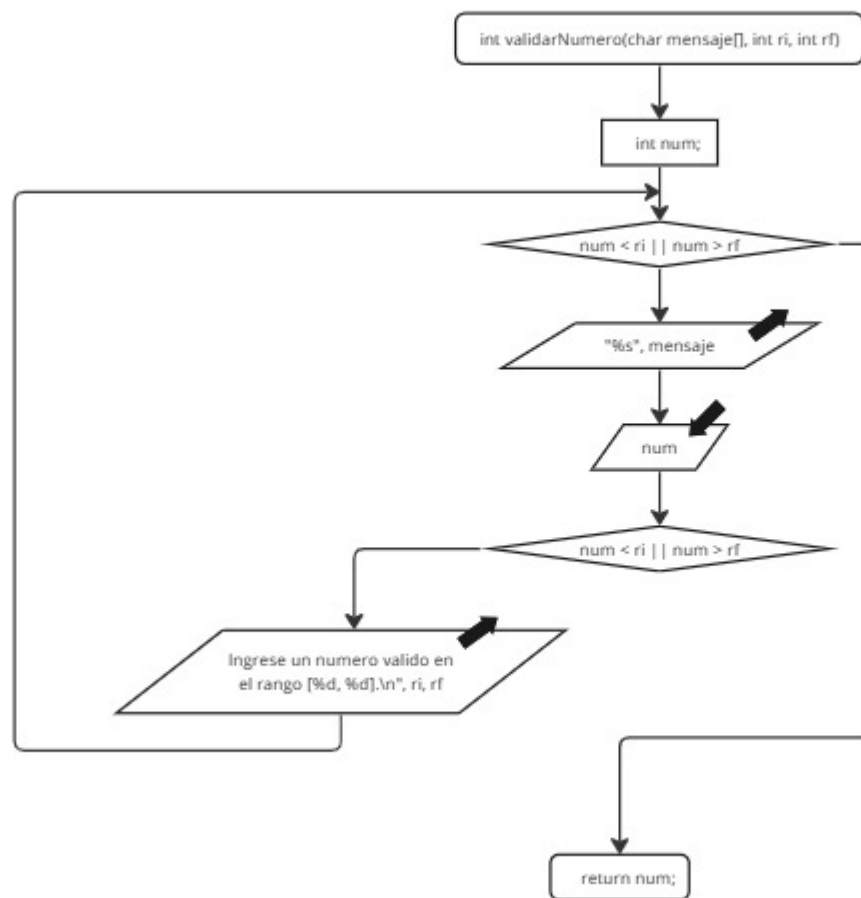 int validarNumero(char mensaje[], int ri, int rf)
int num;
num < ri || num > rf
"%s", mensaje
num
num < ri || num > rf
Ingrese un numero valido en
el rango [%d, %d].\n", ri, rf
return num;